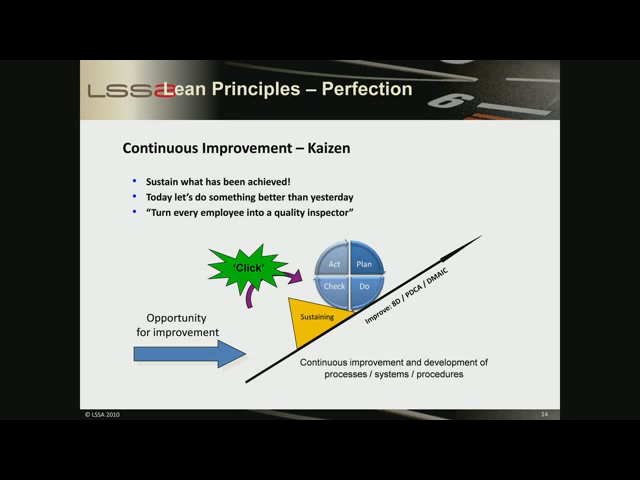 LSSa
Lean Principles – Perfection
6
Continuous Improvement – Kaizen
• Sustain what has been achieved!
• Today let's do something better than yesterday
• “Turn every employee into a quality inspector”
'Click'
Act
Plan
Check
Do
Sustaining
Improve: 8D / PDCA / DMAIC
Opportunity
for improvement
Continuous improvement and development of
processes / systems / procedures
© LSSA 2010
14